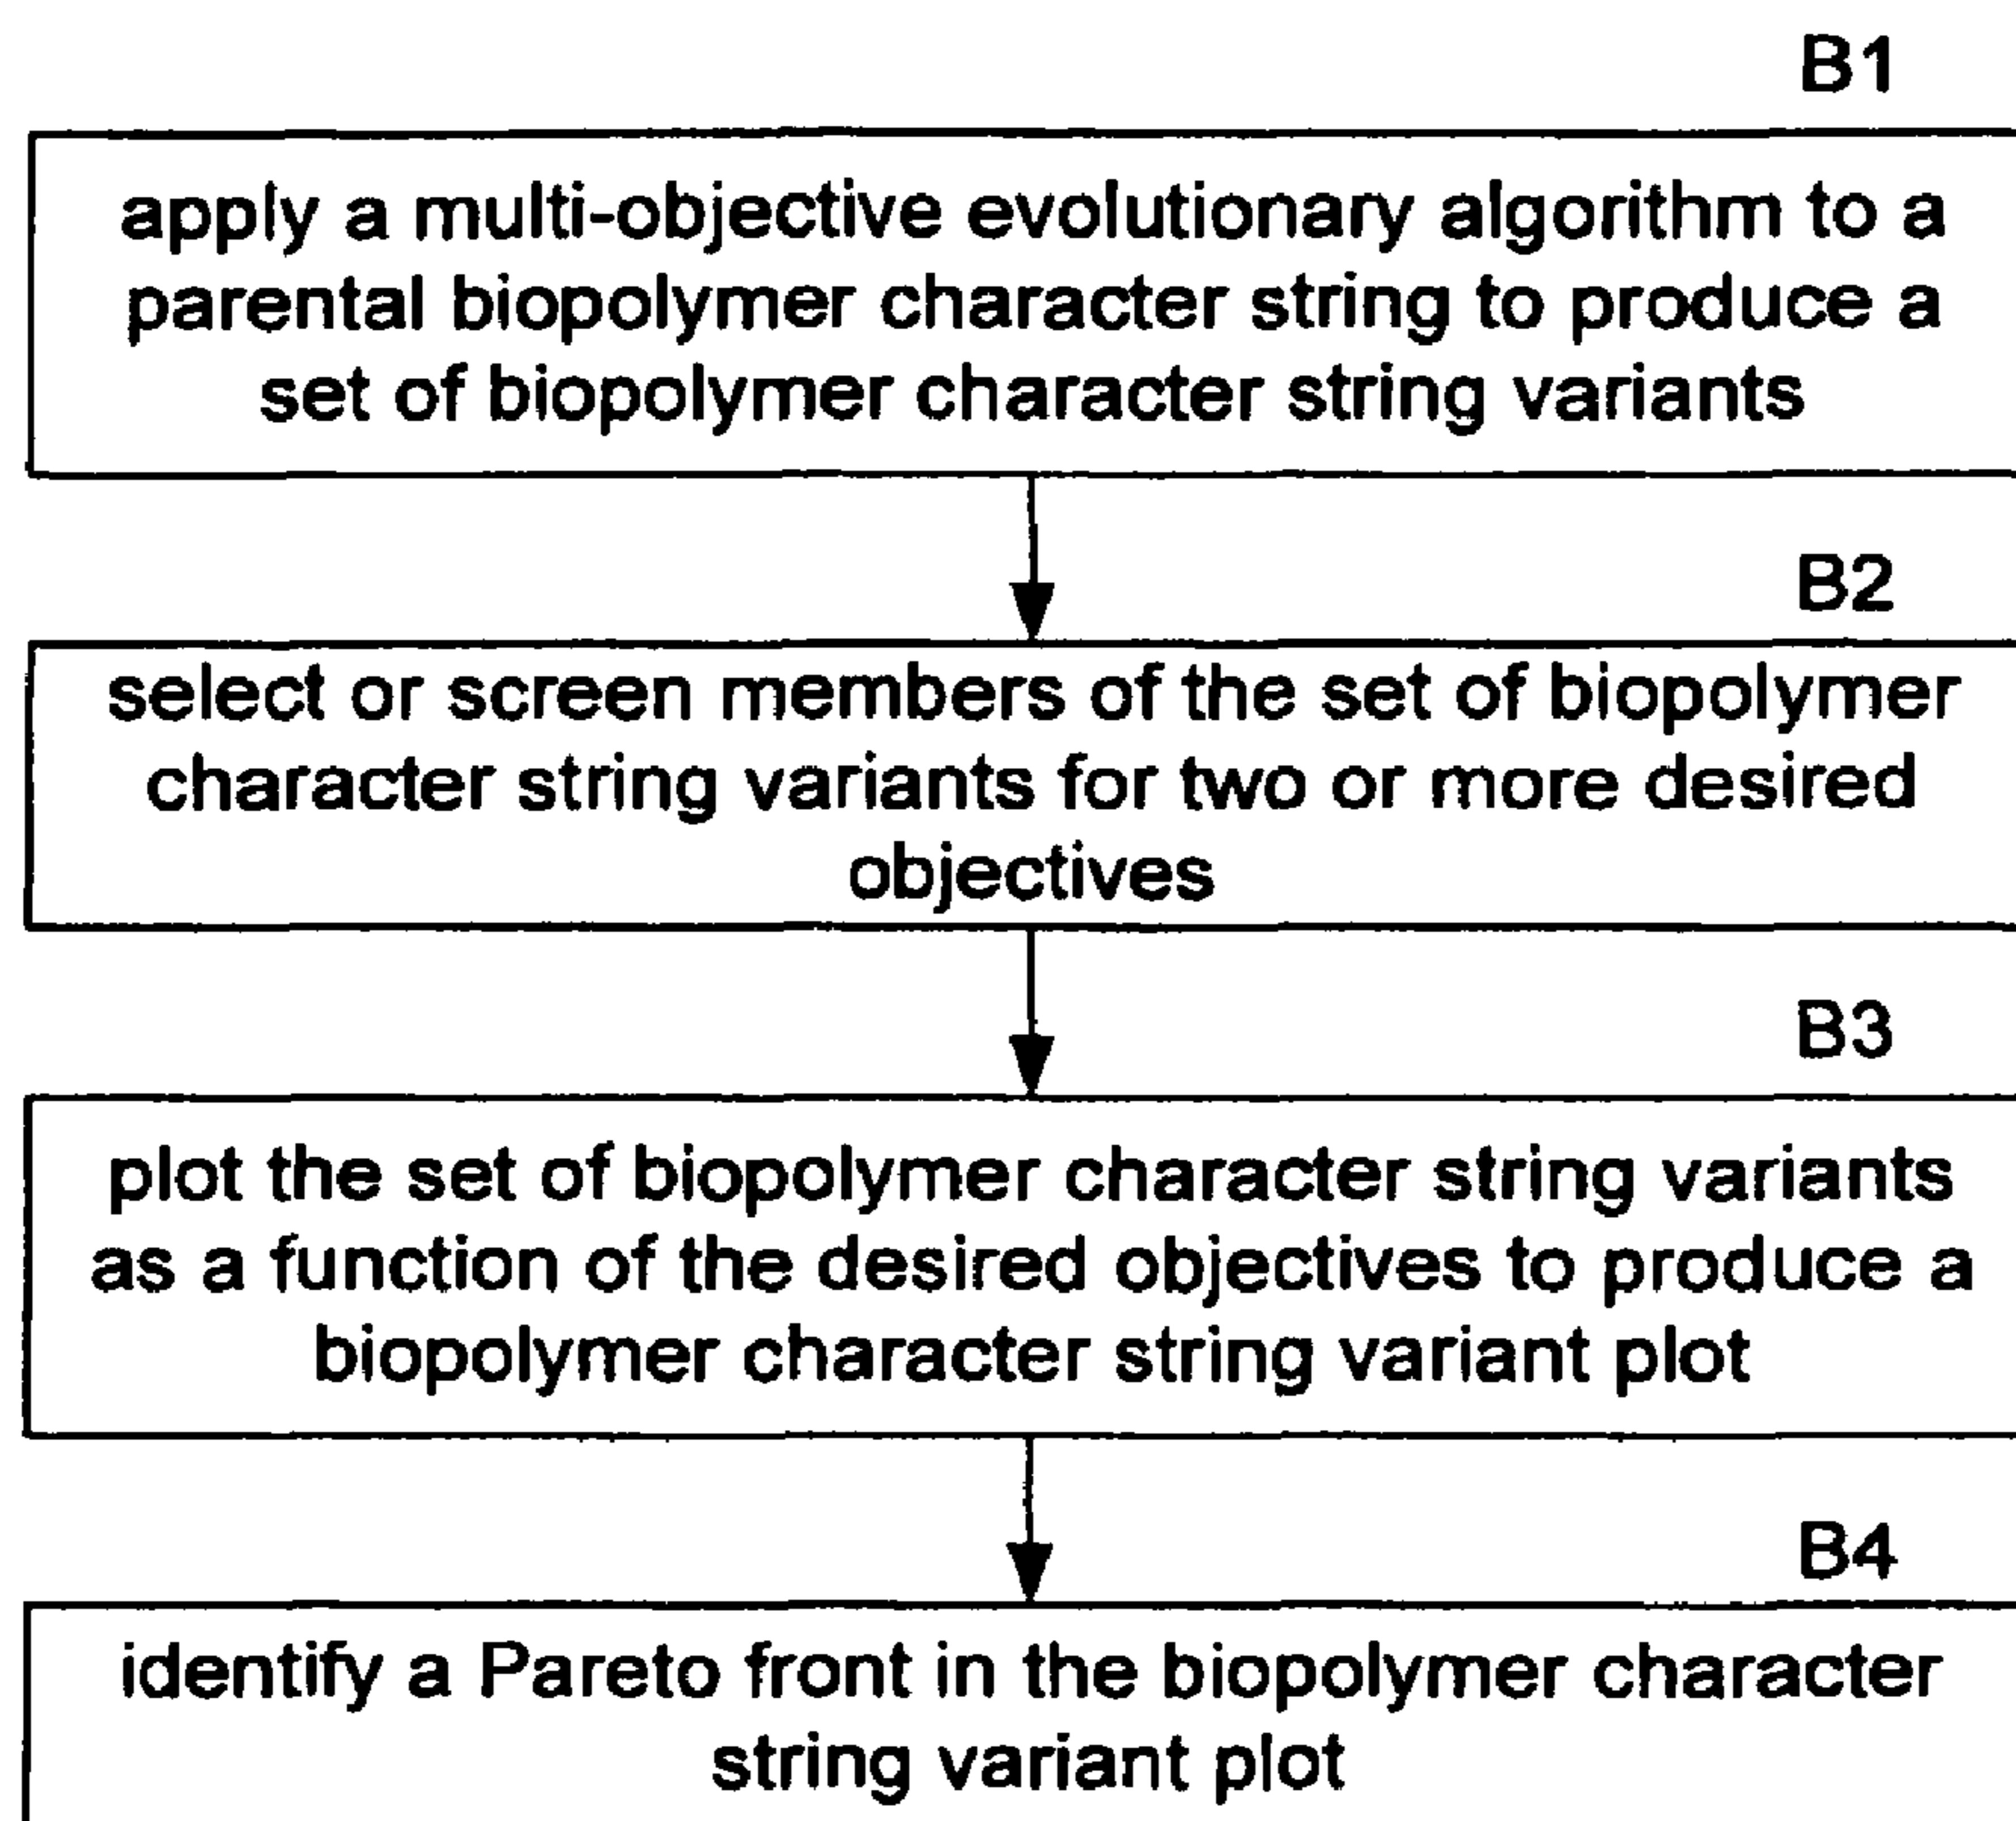 B1
apply a multi-objective evolutionary algorithm to a
parental biopolymer character string to produce a
set of biopolymer character string variants
B2
select or screen members of the set of biopolymer
character string variants for two or more desired
objectives
B3
plot the set of biopolymer character string variants
as a function of the desired objectives to produce a
biopolymer character string variant plot
B4
identify a Pareto front in the biopolymer character
string variant plot